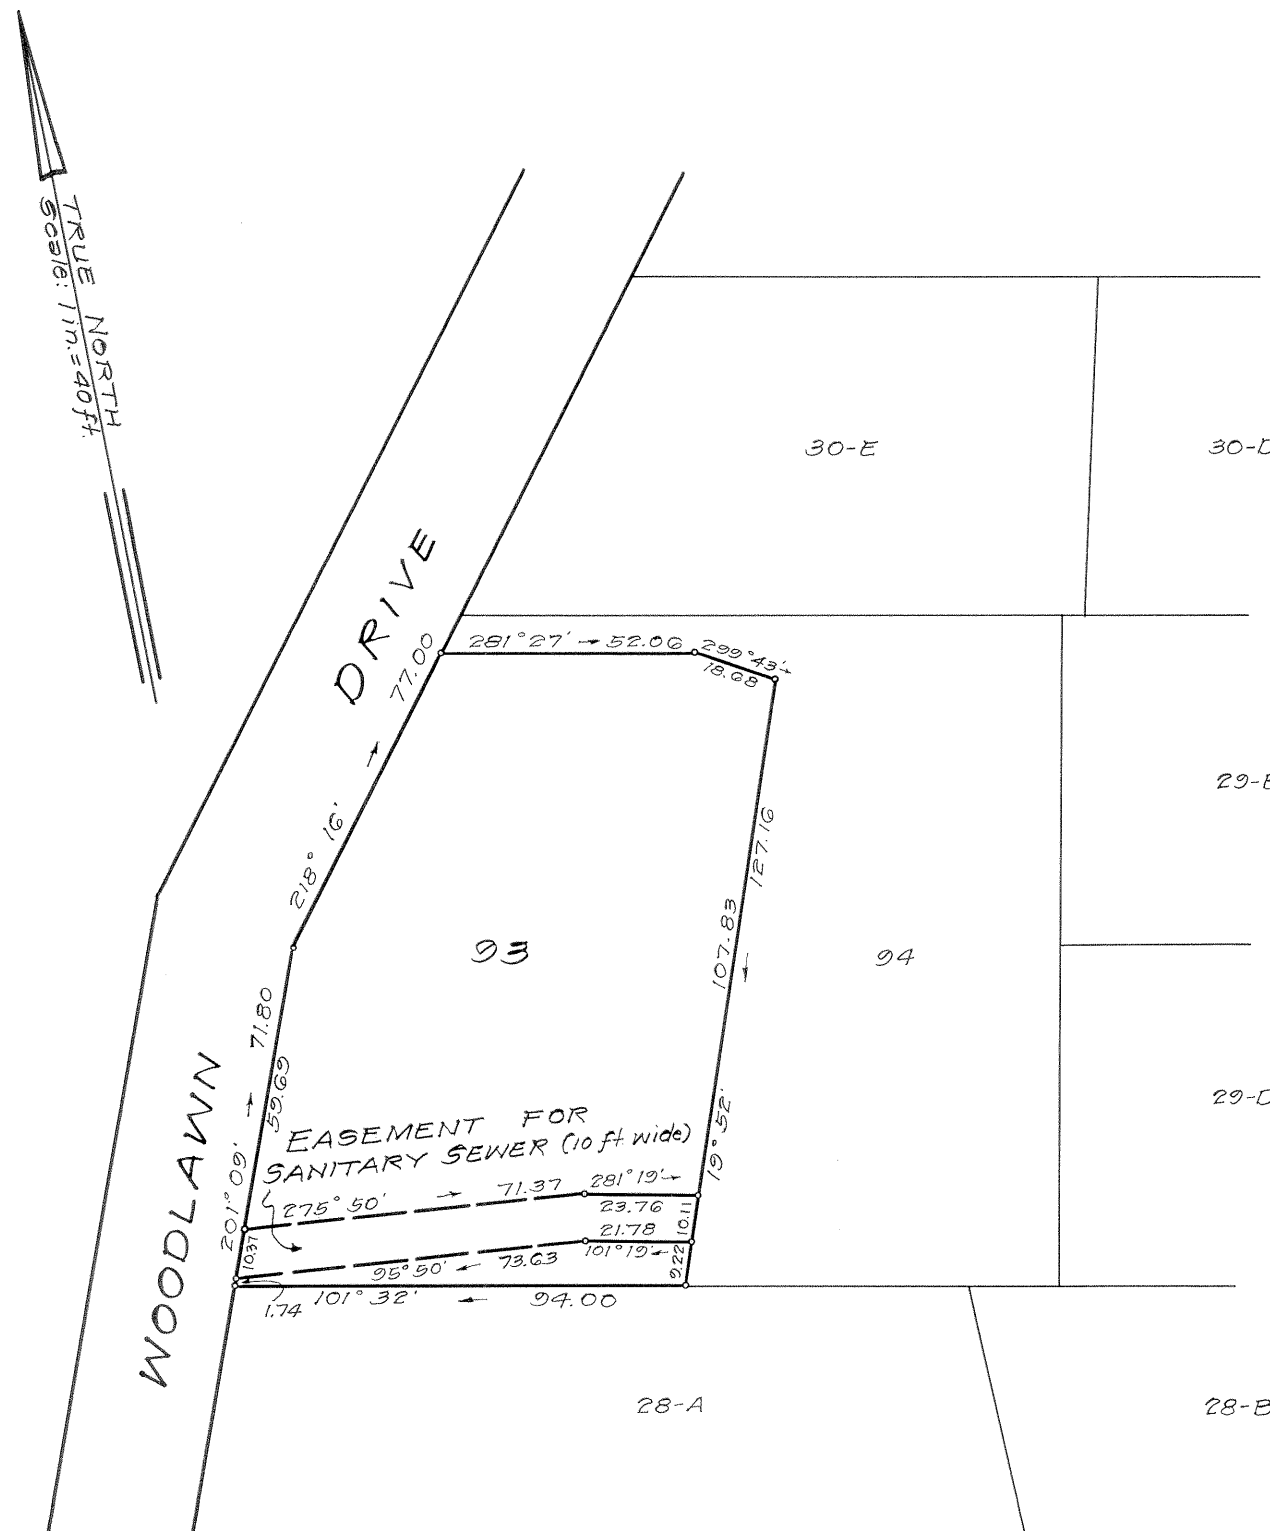 TRUE NORTH
Scale: 1 in. = 40 ft.
WOODLAWN DRIVE
30-E
30-D
281°27' → 52.06
299°43' →
18.68
77.00
218° 16'
127.16
107.83
19° 52'
93
94
29-D
71.80
59.69
201° 09'
EASEMENT FOR
SANITARY SEWER (10 ft wide)
281°19' →
275° 50' → 71.37
23.76
10.11
21.78
10.37
101°19' ←
9.22
95° 50' ← 73.63
1.74
101° 32' ← 94.00
28-A
28-B